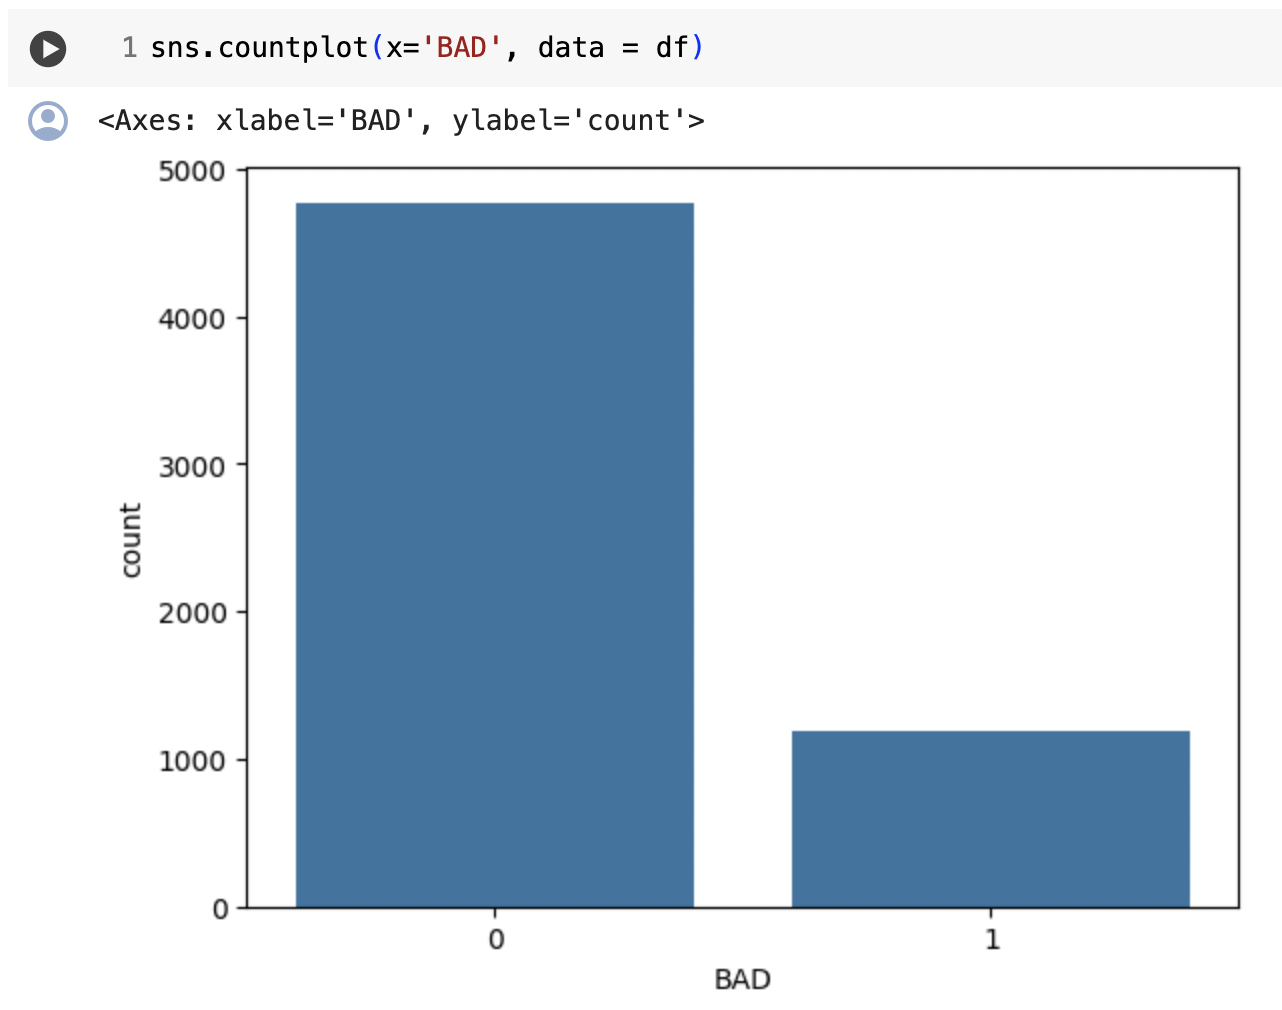 1 sns.countplot(x='BAD', data = df)
<Axes: xlabel='BAD', ylabel='count'>
5000
4000
3000
2000
1000
0
count
0 1
BAD